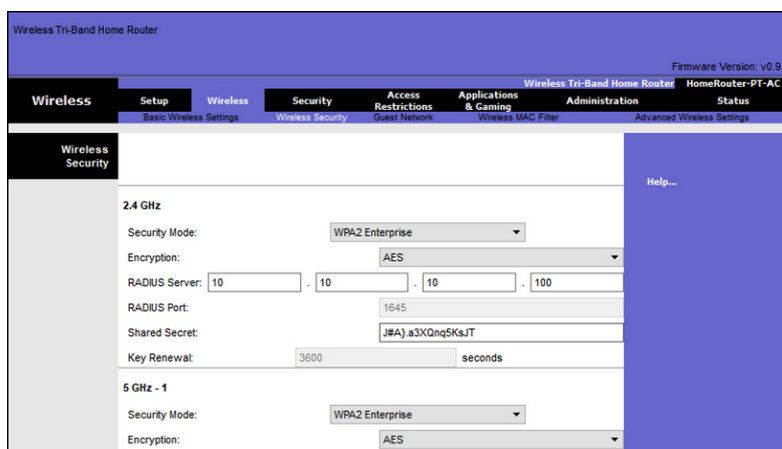 Wireless Tri-Band Home Router
Firmware Version: v0.9
Wireless Tri-Band Home Router HomeRouter-PT-AC
Wireless Setup Wireless Security Access Restrictions Applications & Gaming Administration Status
Basic Wireless Settings Wireless Security Guest Network Wireless MAC Filter Advanced Wireless Settings
Wireless Security
Help...
2.4 GHz
Security Mode: WPA2 Enterprise
Encryption: AES
RADIUS Server: 10 . 10 . 10 . 100
RADIUS Port: 1645
Shared Secret: J#A}.a3XQnq5KsJT
Key Renewal: 3600 seconds
5 GHz - 1
Security Mode: WPA2 Enterprise
Encryption: AES